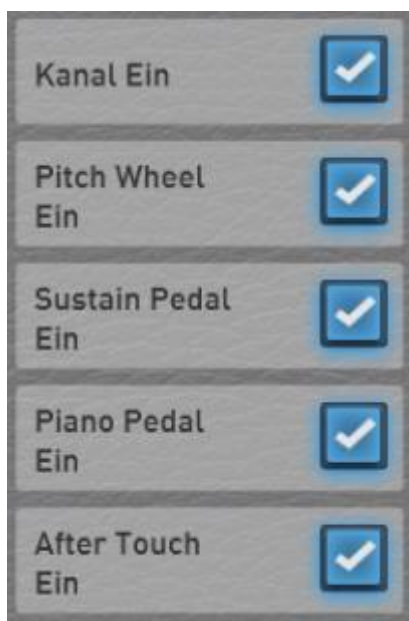 Kanal Ein
Pitch Wheel
Ein
Sustain Pedal
Ein
Piano Pedal
Ein
After Touch
Ein